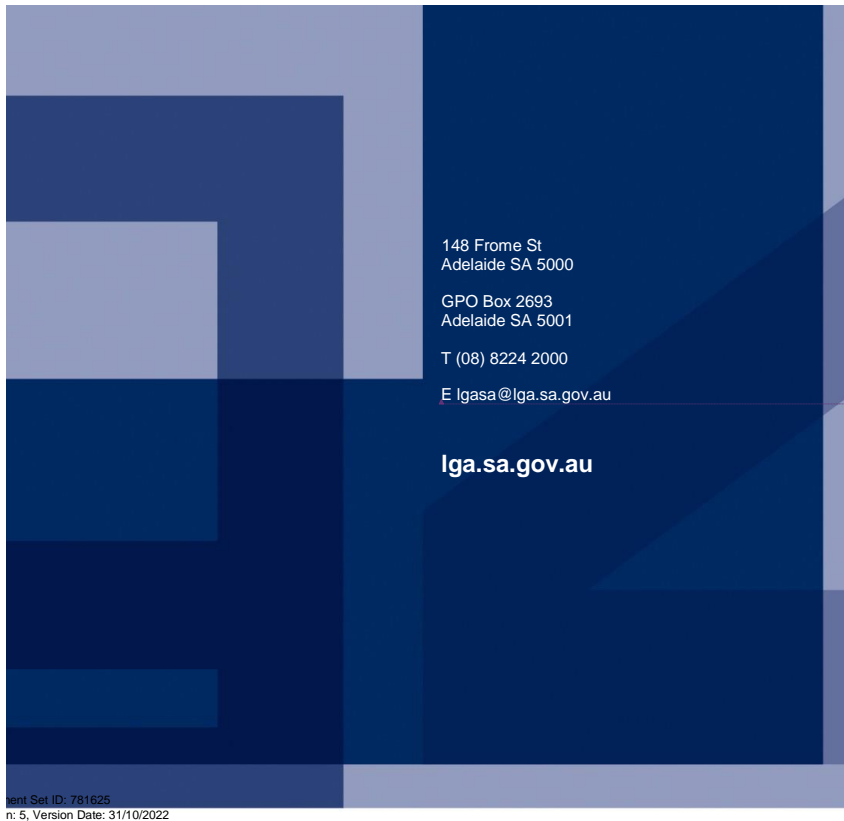 148 Frome St
Adelaide SA 5000
GPO Box 2693
Adelaide SA 5001
T (08) 8224 2000
E lgasa@lga.sa.gov.au
lga.sa.gov.au
Set ID: 781625
5, Version Date: 31/10/2022